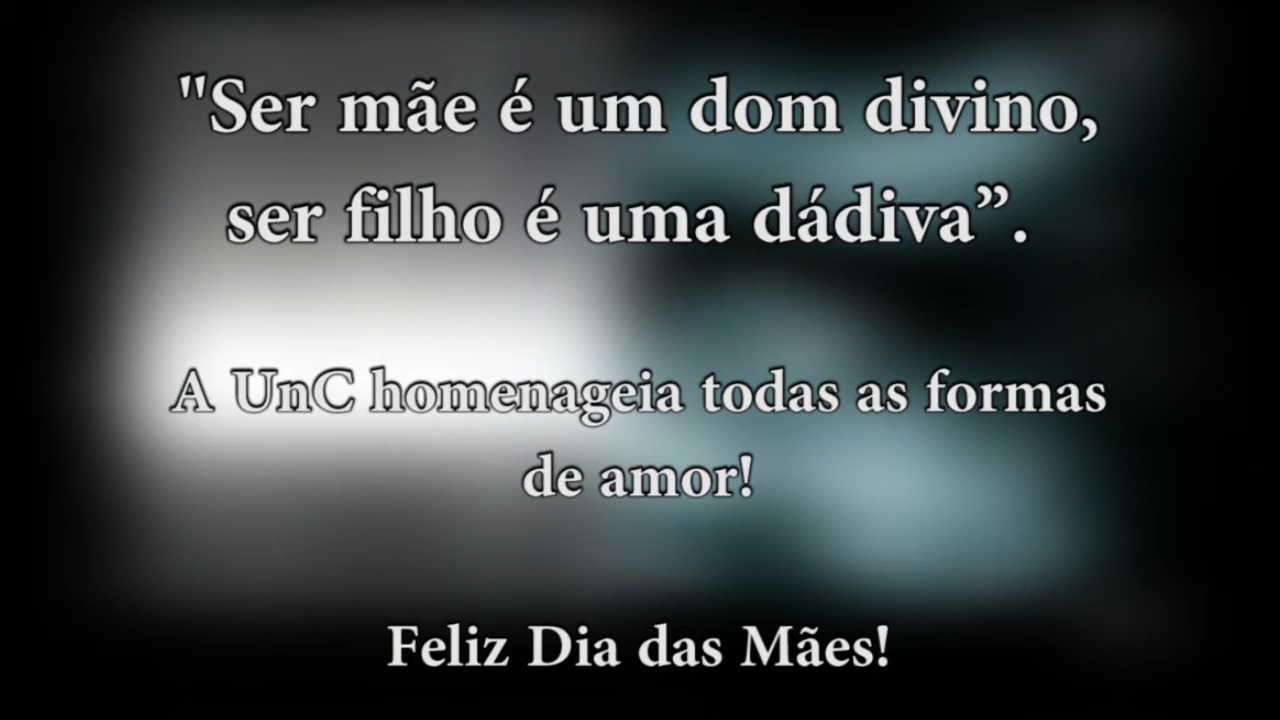 "Ser mãe é um dom divino,
ser filho é uma dádiva”.
A UnC homenageia todas as formas
de amor!
Feliz Dia das Mães!